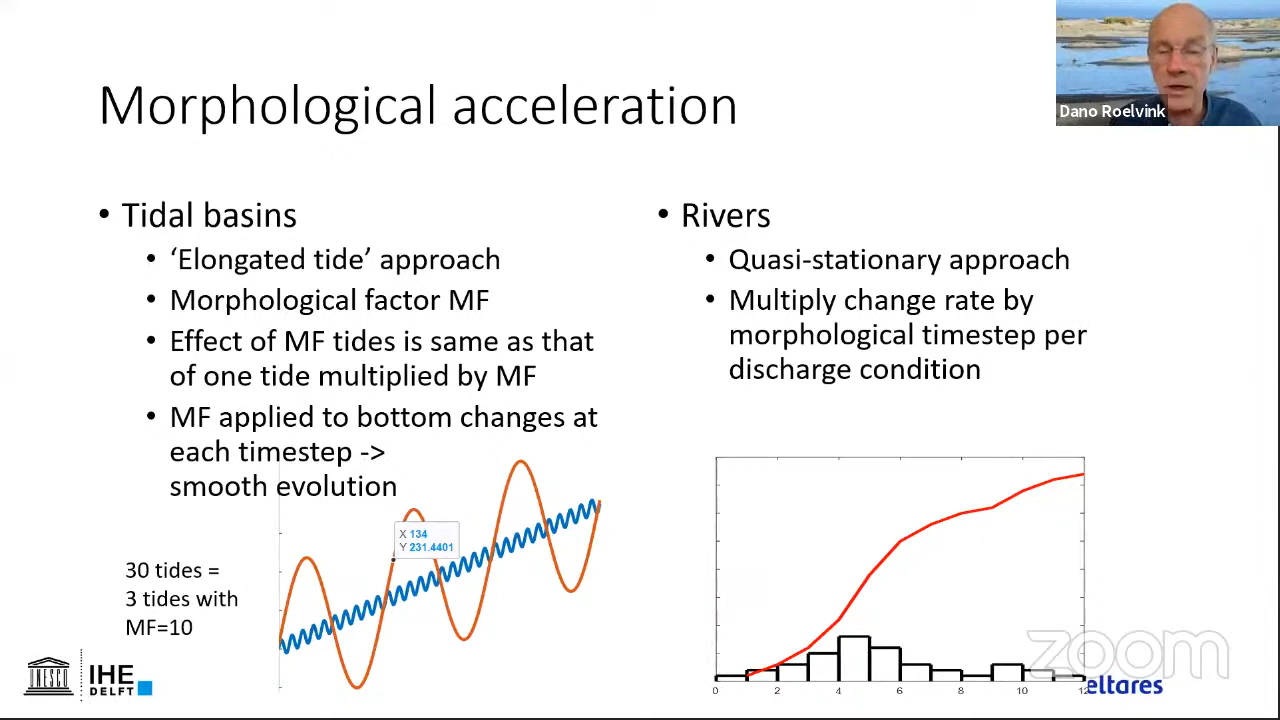 Dano Roelvink
Morphological acceleration
• Tidal basins
• ‘Elongated tide’ approach
• Morphological factor MF
• Effect of MF tides is same as that
of one tide multiplied by MF
• MF applied to bottom changes at
each timestep ->
smooth evolution
X 134
Y 231.4401
30 tides =
3 tides with
MF=10
• Rivers
• Quasi-stationary approach
• Multiply change rate by
morphological timestep per
discharge condition
0 2 4 6 8 10 12
unesco
IHE
DELFT
zoom
eltares